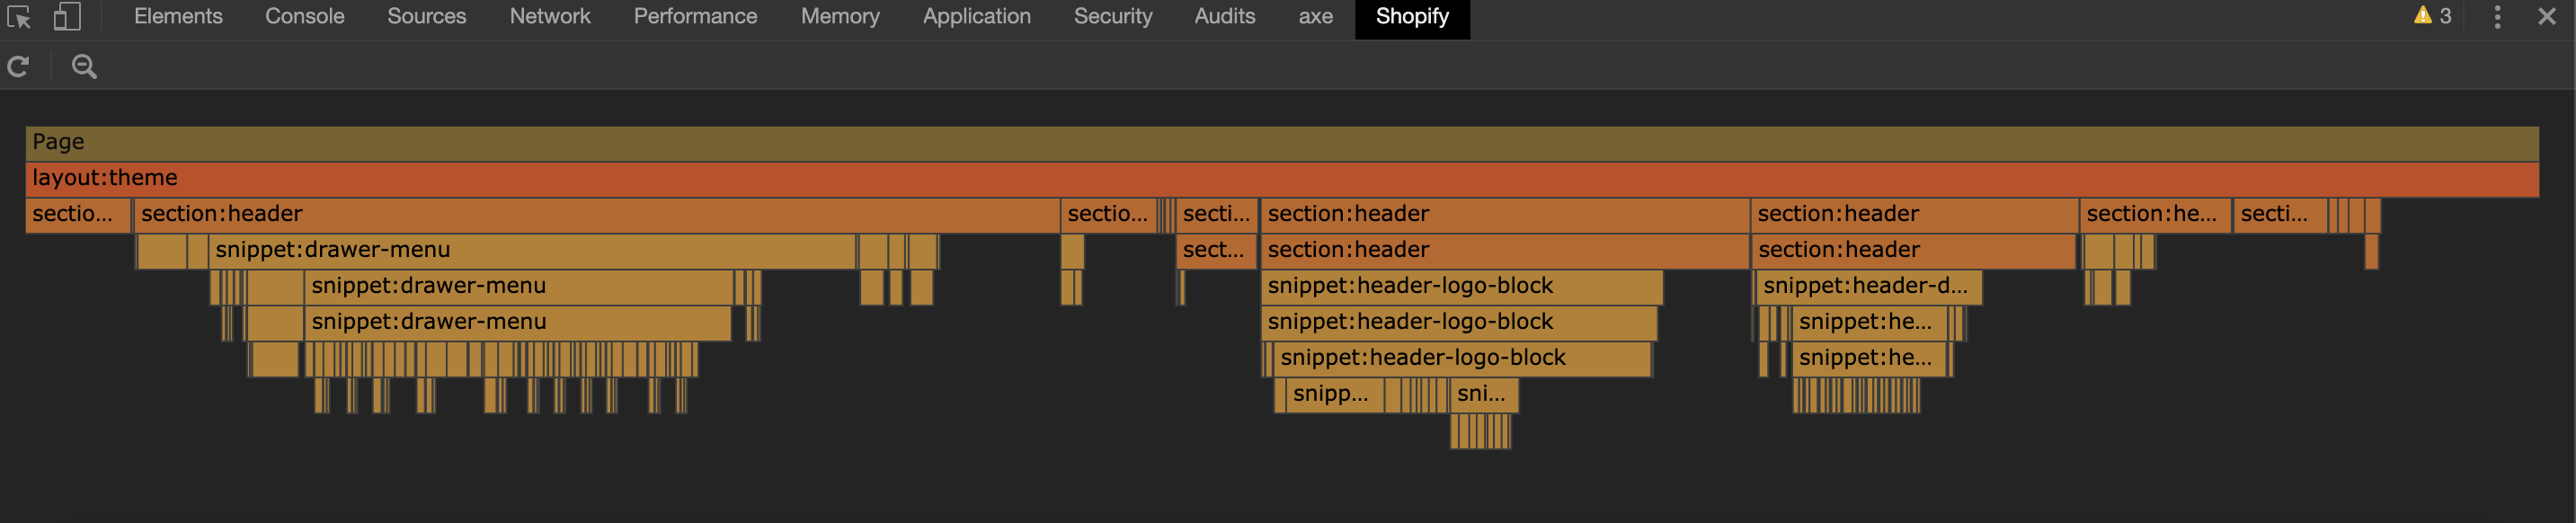 Elements Console Sources Network Performance Memory Application Security Audits axe Shopify 3
Page
layout:theme
sectio... section:header sectio... secti... section:header section:header section:he... secti...
snippet:drawer-menu sect... section:header section:header
snippet:drawer-menu snippet:header-logo-block snippet:header-d...
snippet:drawer-menu snippet:header-logo-block snippet:he...
snippet:header-logo-block snippet:he...
snipp... sni...